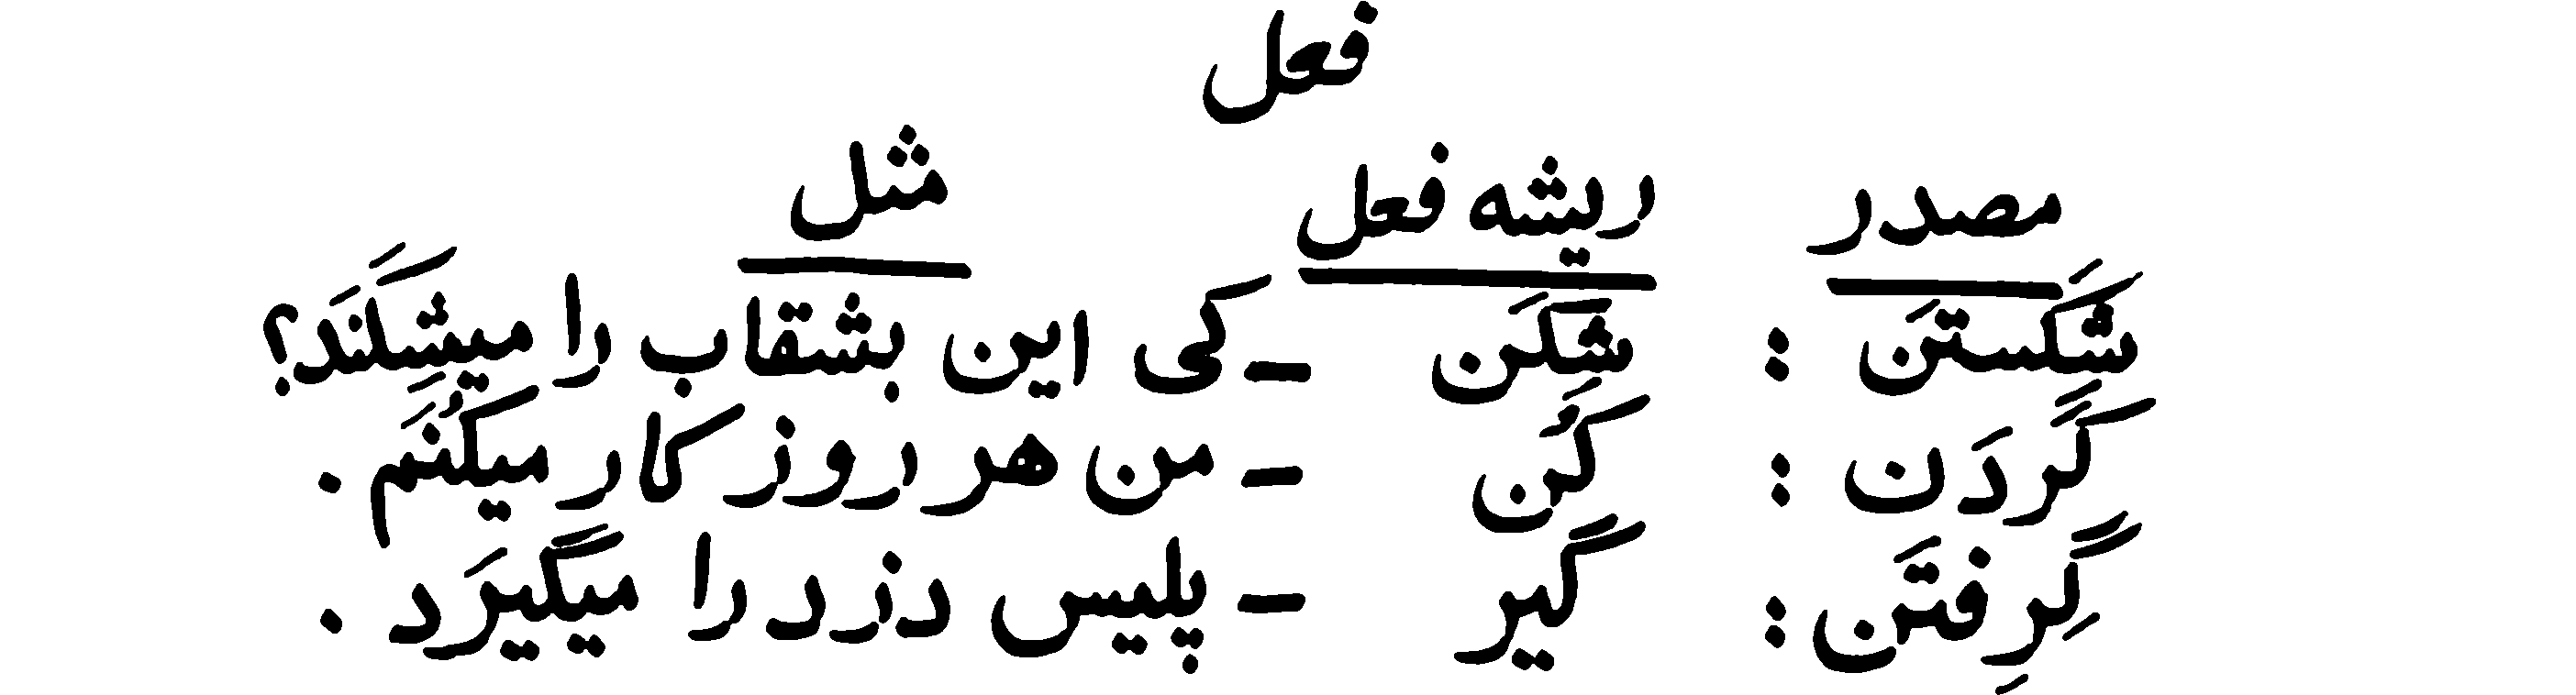 فعل
مصدر ریشه فعل مثل
شِکَستَن : شِکَن - کی این بشقاب را میشِکَنَد؟
کَردَن : کُن - من هر روز کار میکُنَم .
گِرِفتَن : گیر - پلیس دزد را میگیرَد .